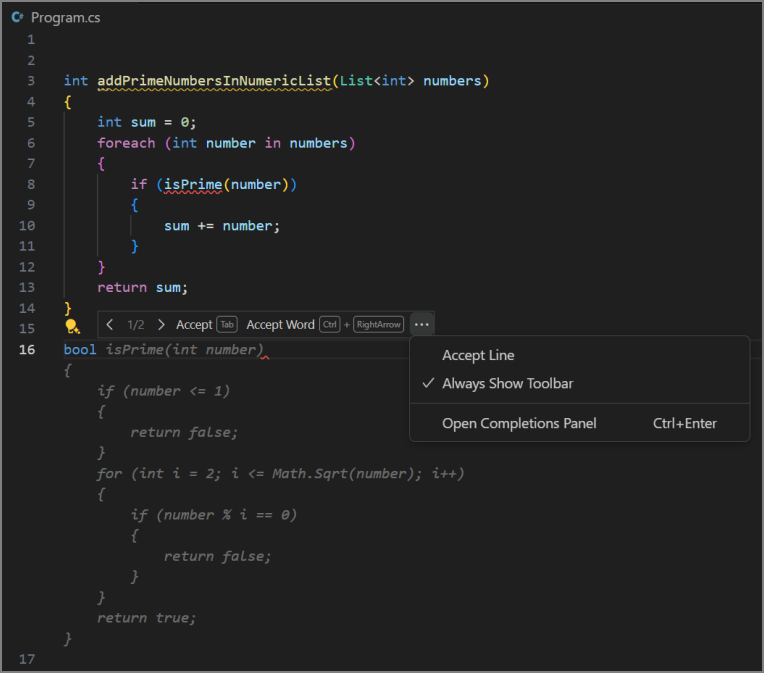 C# Program.cs
1
2
3 int addPrimeNumbersInNumericList(List<int> numbers)
4 {
5 int sum = 0;
6 foreach (int number in numbers)
7 {
8 if (isPrime(number))
9 {
10 sum += number;
11 }
12 }
13 return sum;
14 }
15 < 1/2 > Accept Tab Accept Word Ctrl + RightArrow ...
16 bool isPrime(int number)
Accept Line
✓ Always Show Toolbar
Open Completions Panel Ctrl+Enter
{
if (number <= 1)
{
return false;
}
for (int i = 2; i <= Math.Sqrt(number); i++)
{
if (number % i == 0)
{
return false;
}
}
return true;
}
17